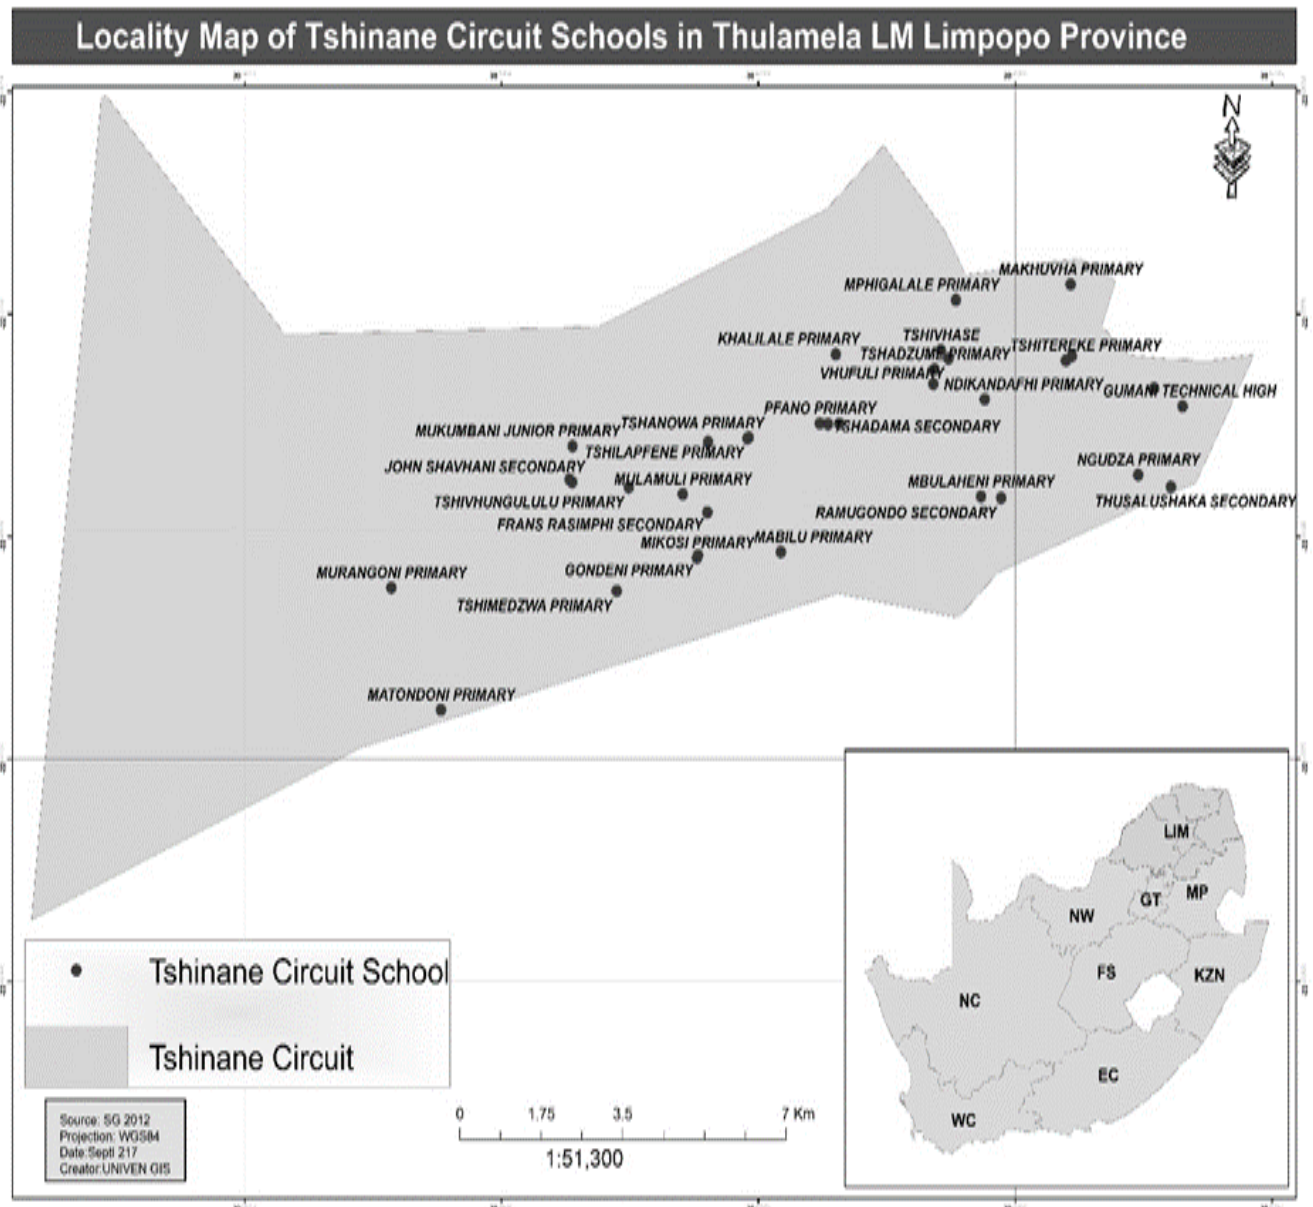 Locality Map of Tshinane Circuit Schools in Thulamela LM Limpopo Province
N
MAKHUVHA PRIMARY
MPHIGALALE PRIMARY
TSHIVHASE
KHALILALE PRIMARY
TSHITEREKE PRIMARY
TSHADZUME PRIMARY
VHUFULI PRIMARY
NDIKANDAFHI PRIMARY
GUMANI TECHNICAL HIGH
PFANO PRIMARY
TSHANOWA PRIMARY
TSHADAMA SECONDARY
MUKUMBANI JUNIOR PRIMARY
TSHILAPFENE PRIMARY
NGUDZA PRIMARY
JOHN SHAVHANI SECONDARY
MULAMULI PRIMARY
MBULAHENI PRIMARY
TSHIVHUNGULULU PRIMARY
THUSALUSHAKA SECONDARY
RAMUGONDO SECONDARY
FRANS RASIMPHI SECONDARY
MABILU PRIMARY
MIKOSI PRIMARY
GONDENI PRIMARY
MURANGONI PRIMARY
TSHIMEDZWA PRIMARY
MATONDONI PRIMARY
LIM
MP
GT
NW
FS
KZN
NC
EC
WC
Tshinane Circuit School
Tshinane Circuit
Source: SG 2012
Projection: WGS84
Date:Septl 217
Creator:UNIVEN GIS
0 1.75 3.5 7 Km
1:51,300